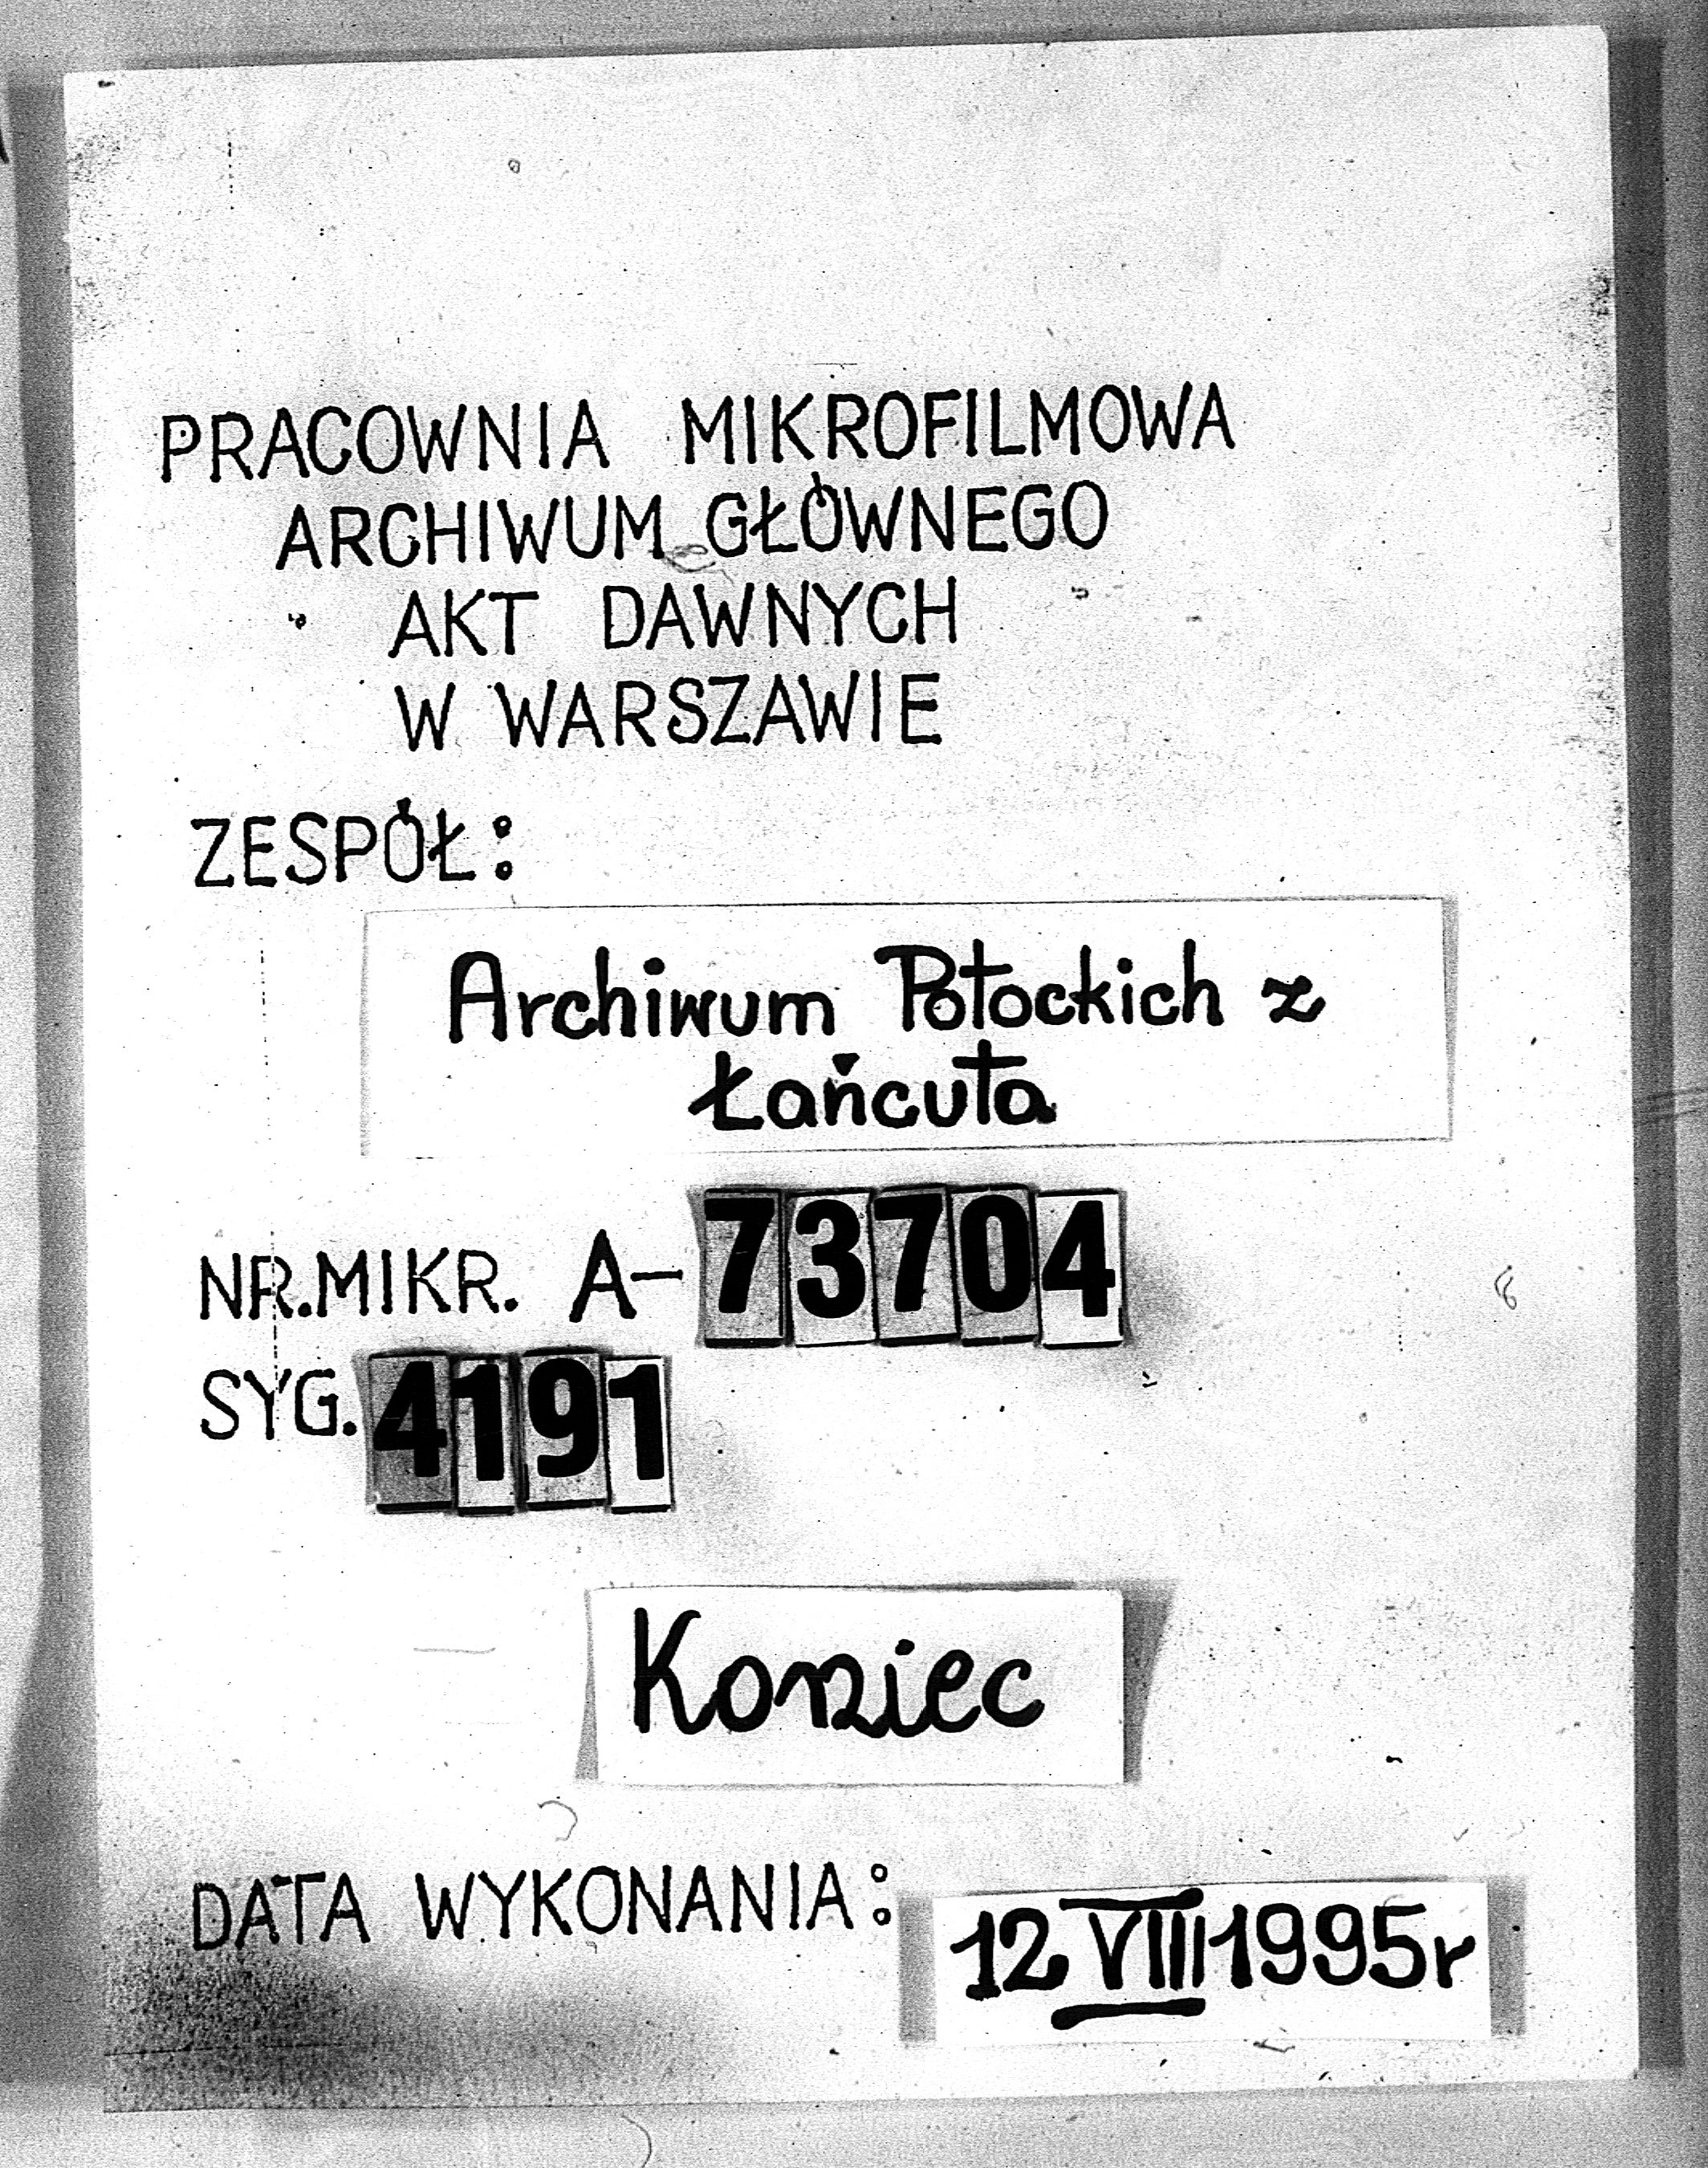 PRACOWNIA MIKROFILMOWA
ARCHIWUM GŁÓWNEGO
AKT DAWNYCH
W WARSZAWIE
ZESPÓŁ:
Archiwum Potockich z
Łańcuta
NR.MIKR. A-73704
SYG. 4191
Koniec
DATA WYKONANIA: 12 VIII 1995r